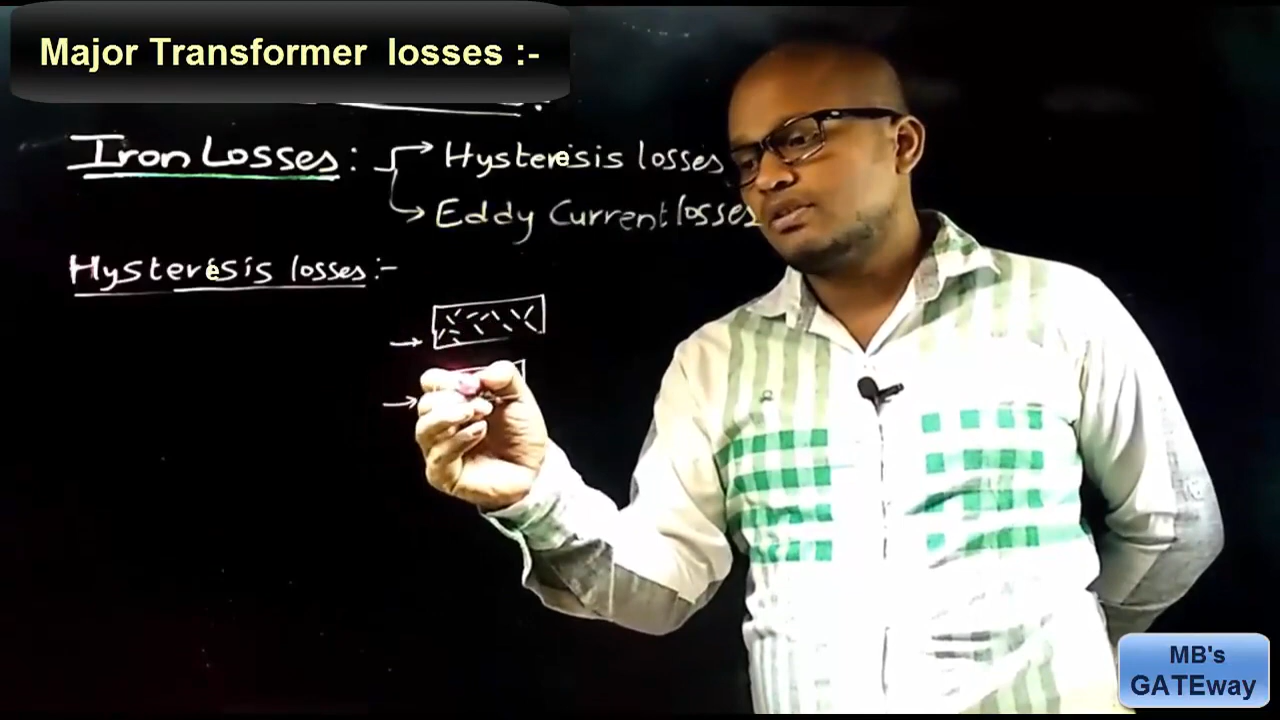 Major Transformer losses :-
Iron Losses : → Hysteresis losses
→ Eddy Current losses
Hysteresis losses :-
MB's
GATEway